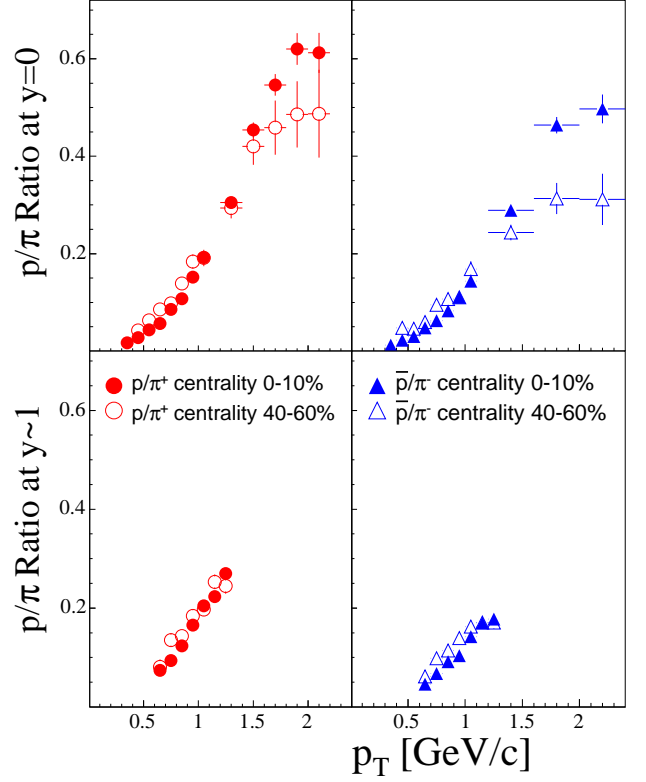 p/π Ratio at y=0
0.6
0.4
0.2
p/π Ratio at y~1
p/π⁺ centrality 0-10%
p/π⁺ centrality 40-60%
p̅/π⁻ centrality 0-10%
p̅/π⁻ centrality 40-60%
0.6
0.4
0.2
0.5 1 1.5 2
0.5 1 1.5 2
p_T [GeV/c]